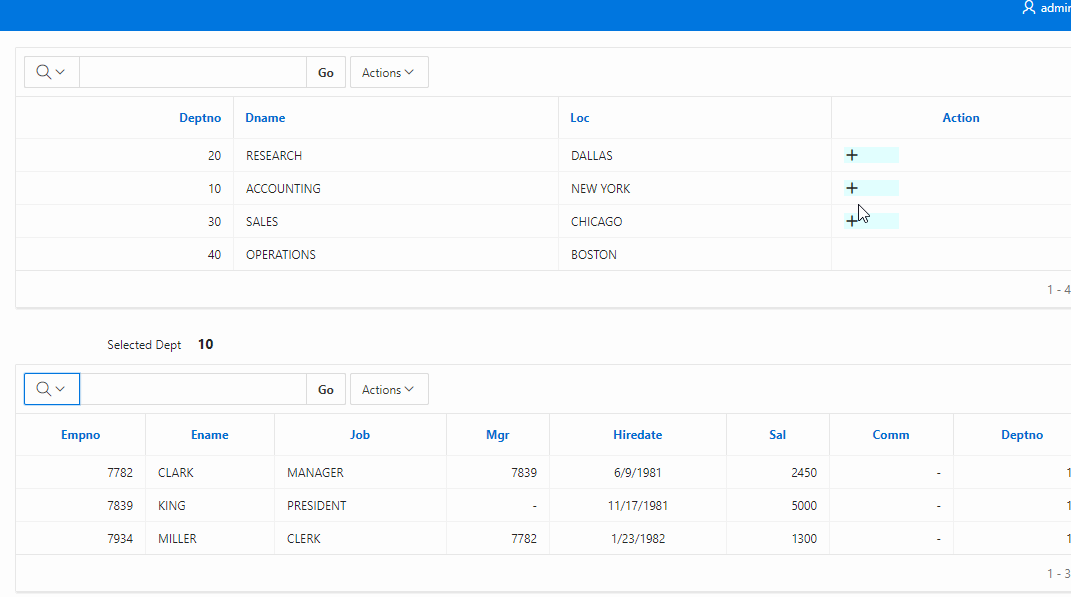 admin
Go Actions
Deptno Dname Loc Action
20 RESEARCH DALLAS +
10 ACCOUNTING NEW YORK +
30 SALES CHICAGO +
40 OPERATIONS BOSTON
1 - 4
Selected Dept 10
Go Actions
Empno Ename Job Mgr Hiredate Sal Comm Deptno
7782 CLARK MANAGER 7839 6/9/1981 2450 - 1
7839 KING PRESIDENT - 11/17/1981 5000 - 1
7934 MILLER CLERK 7782 1/23/1982 1300 - 1
1 - 3